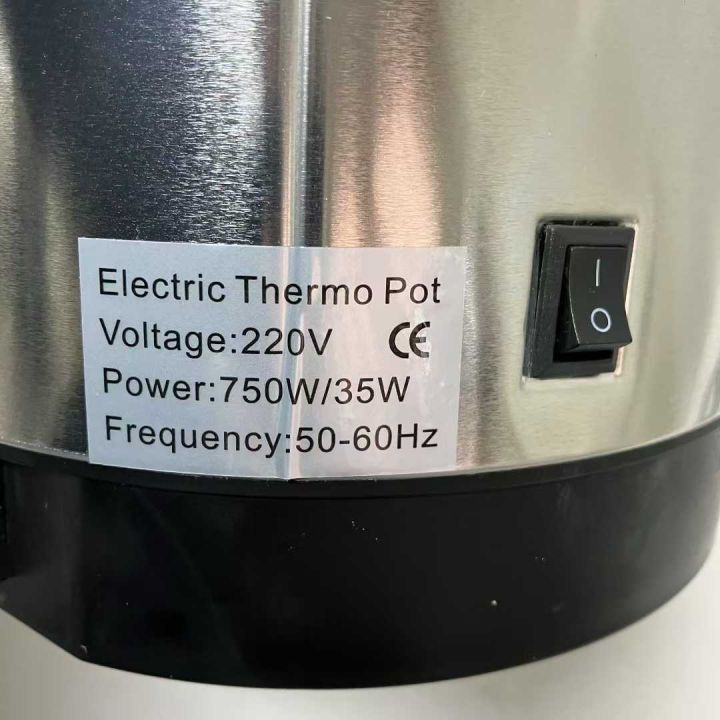 Electric Thermo Pot
Voltage:220V CE
Power:750W/35W
Frequency:50-60Hz
I
O